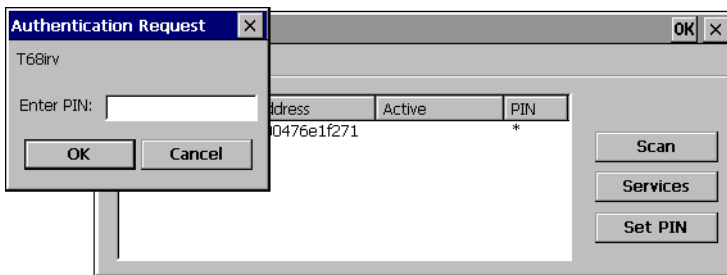 Authentication Request
T68irv
Enter PIN:
OK
Cancel
OK
ddress
Active
PIN
00476e1f271
*
Scan
Services
Set PIN